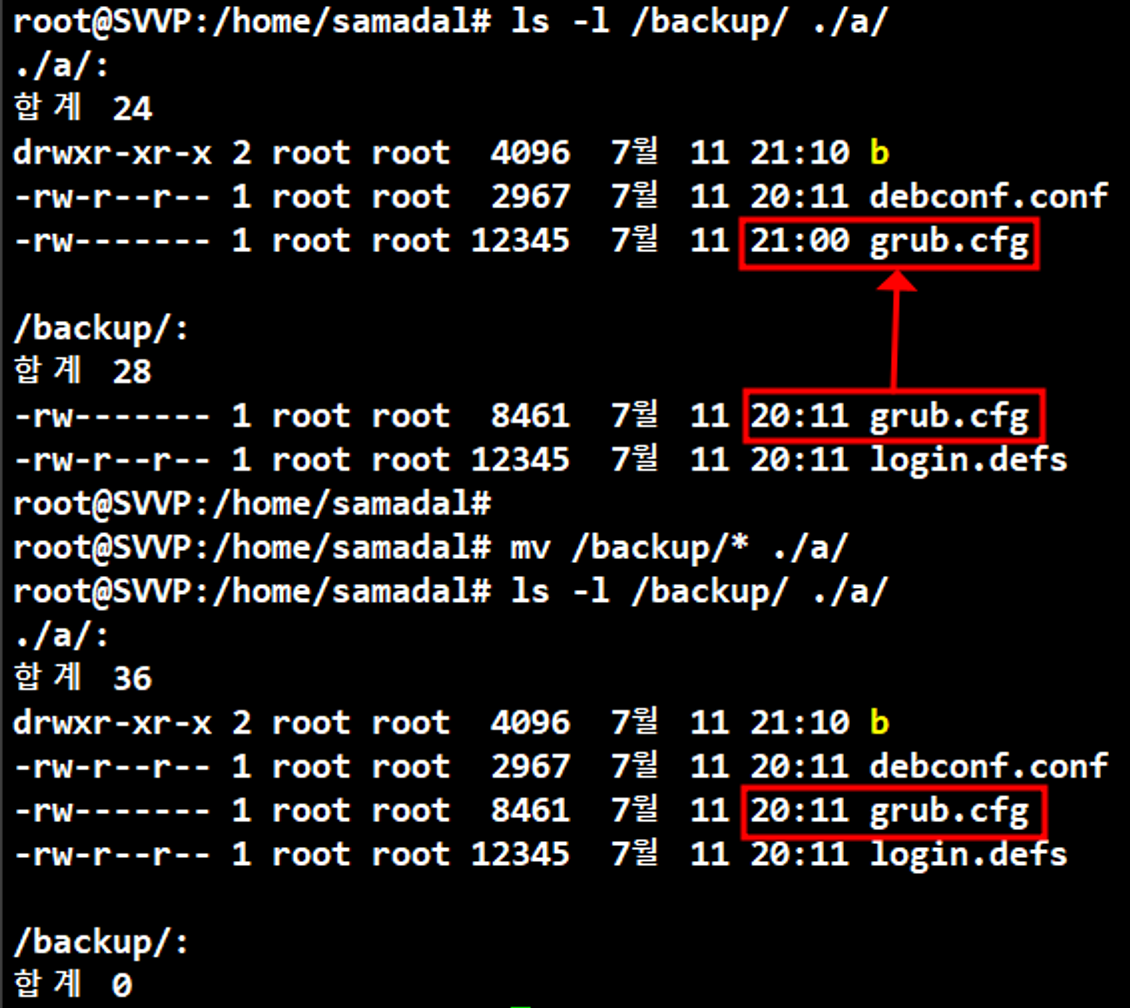 root@SVVP:/home/samadal# ls -l /backup/ ./a/
./a/:
합계 24
drwxr-xr-x 2 root root  4096  7월  11 21:10 b
-rw-r--r-- 1 root root  2967  7월  11 20:11 debconf.conf
-rw------- 1 root root 12345  7월  11 21:00 grub.cfg

/backup/:
합계 28
-rw------- 1 root root  8461  7월  11 20:11 grub.cfg
-rw-r--r-- 1 root root 12345  7월  11 20:11 login.defs
root@SVVP:/home/samadal#
root@SVVP:/home/samadal# mv /backup/* ./a/
root@SVVP:/home/samadal# ls -l /backup/ ./a/
./a/:
합계 36
drwxr-xr-x 2 root root  4096  7월  11 21:10 b
-rw-r--r-- 1 root root  2967  7월  11 20:11 debconf.conf
-rw------- 1 root root  8461  7월  11 20:11 grub.cfg
-rw-r--r-- 1 root root 12345  7월  11 20:11 login.defs

/backup/:
합계 0